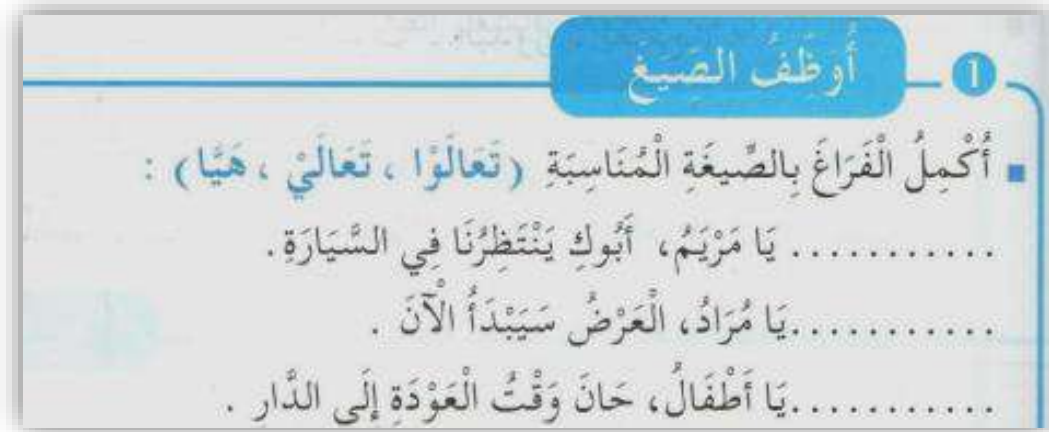 1 أُوَظِّفُ الصِّيَغَ
أُكْمِلُ الْفَرَاغَ بِالصِّيغَةِ الْمُنَاسِبَةِ (تَعَالَوْا ، تَعَالَيْ ، هَيَّا) :
........... يَا مَرْيَمُ، أَبُوكِ يَنْتَظِرُنَا فِي السَّيَارَةِ.
...........يَا مُرَادُ، الْعَرْضُ سَيَبْدَأُ الْآنَ .
...........يَا أَطْفَالُ، حَانَ وَقْتُ الْعَوْدَةِ إِلَى الدَّارِ .